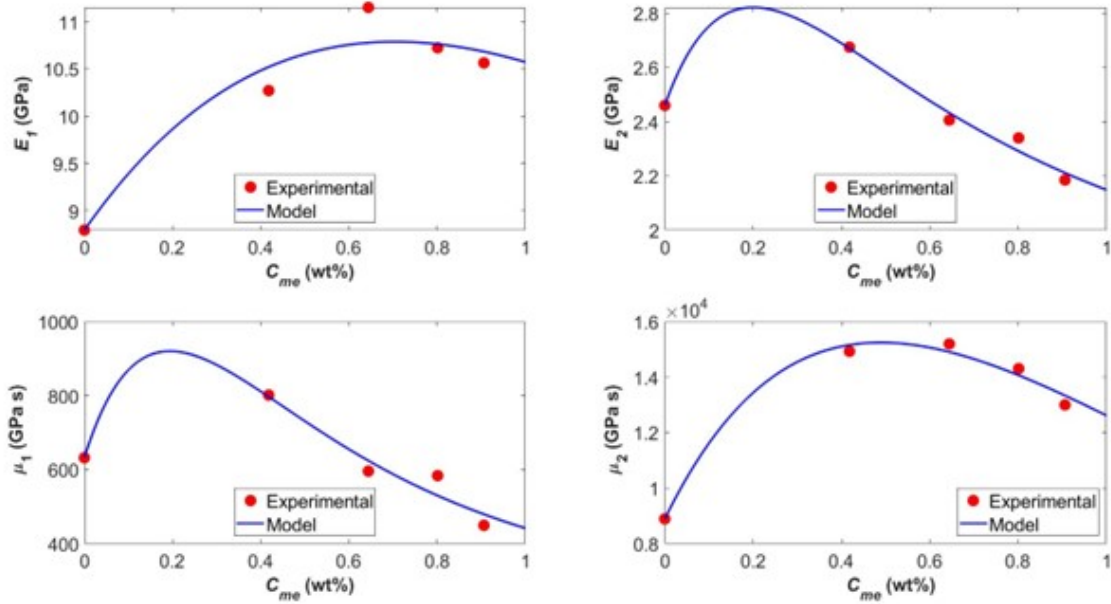 11
10.5
10
9.5
9
E1 (GPa)
Experimental
Model
0 0.2 0.4 0.6 0.8 1
Cme (wt%)
2.8
2.6
2.4
2.2
2
E2 (GPa)
Experimental
Model
0 0.2 0.4 0.6 0.8 1
Cme (wt%)
1000
800
600
400
μ1 (GPa s)
Experimental
Model
0 0.2 0.4 0.6 0.8 1
Cme (wt%)
×10^4
1.6
1.4
1.2
1
0.8
μ2 (GPa s)
Experimental
Model
0 0.2 0.4 0.6 0.8 1
Cme (wt%)